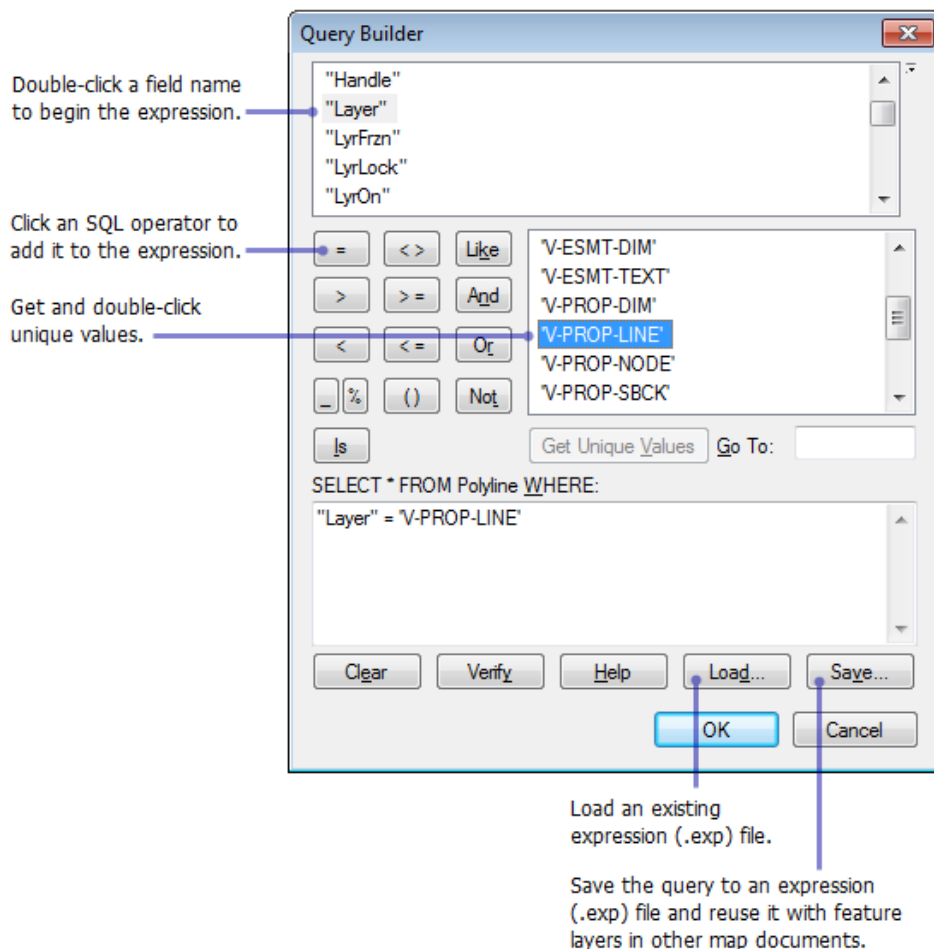 Query Builder
Double-click a field name
to begin the expression.
"Handle"
"Layer"
"LyrFrzn"
"LyrLock"
"LyrOn"
Click an SQL operator to
add it to the expression.
Get and double-click
unique values.
= < > Like
> > = And
< < = Or
_ % ( ) Not
Is
'V-ESMT-DIM'
'V-ESMT-TEXT'
'V-PROP-DIM'
'V-PROP-LINE'
'V-PROP-NODE'
'V-PROP-SBCK'
Get Unique Values Go To:
SELECT * FROM Polyline WHERE:
"Layer" = 'V-PROP-LINE'
Clear Verify Help Load... Save...
OK Cancel
Load an existing
expression (.exp) file.
Save the query to an expression
(.exp) file and reuse it with feature
layers in other map documents.